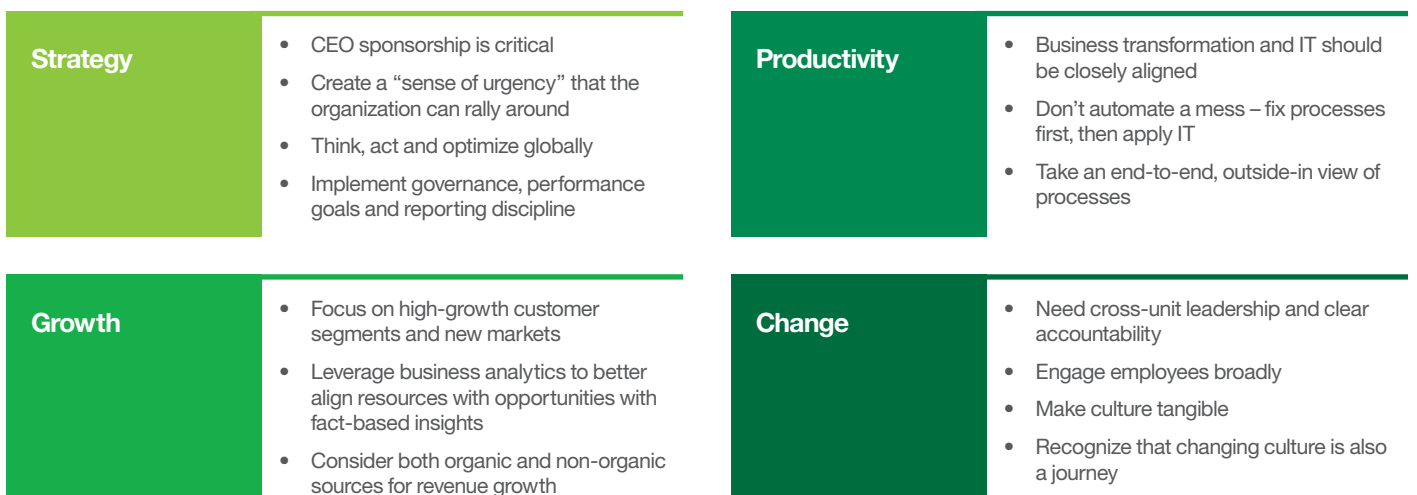 Strategy
• CEO sponsorship is critical
• Create a “sense of urgency” that the
organization can rally around
• Think, act and optimize globally
• Implement governance, performance
goals and reporting discipline
Productivity
• Business transformation and IT should
be closely aligned
• Don’t automate a mess – fix processes
first, then apply IT
• Take an end-to-end, outside-in view of
processes
Growth
• Focus on high-growth customer
segments and new markets
• Leverage business analytics to better
align resources with opportunities with
fact-based insights
• Consider both organic and non-organic
sources for revenue growth
Change
• Need cross-unit leadership and clear
accountability
• Engage employees broadly
• Make culture tangible
• Recognize that changing culture is also
a journey